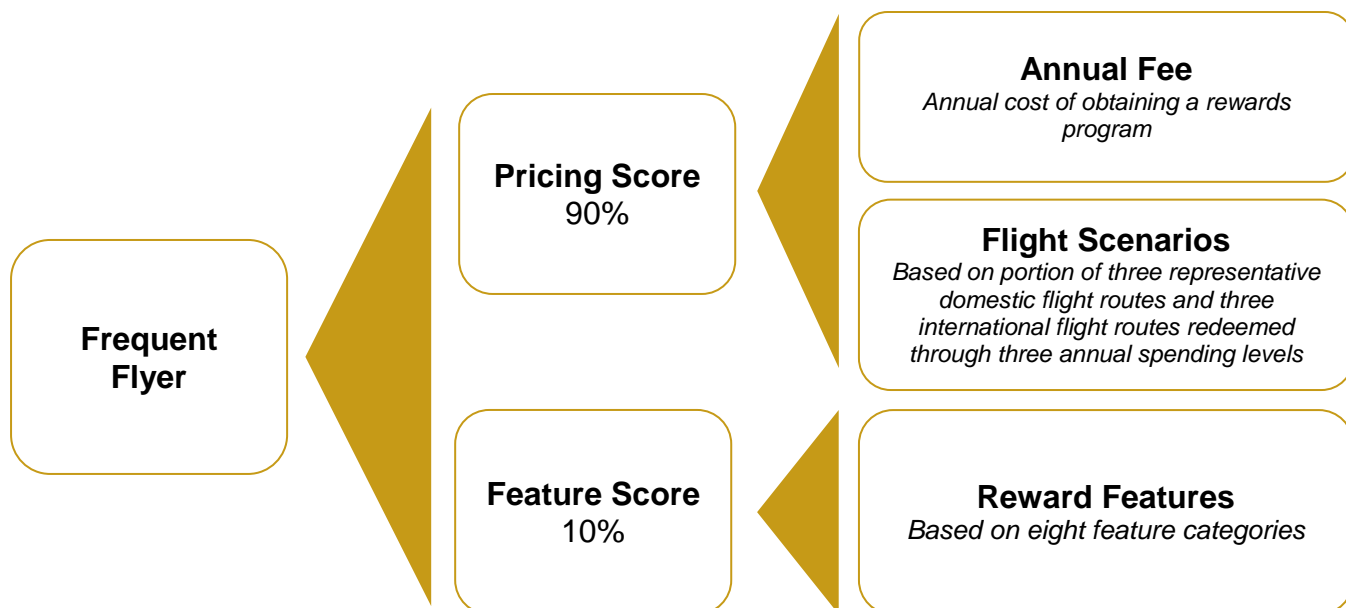 Frequent
Flyer
Pricing Score
90%
Feature Score
10%
Annual Fee
Annual cost of obtaining a rewards
program
Flight Scenarios
Based on portion of three representative
domestic flight routes and three
international flight routes redeemed
through three annual spending levels
Reward Features
Based on eight feature categories